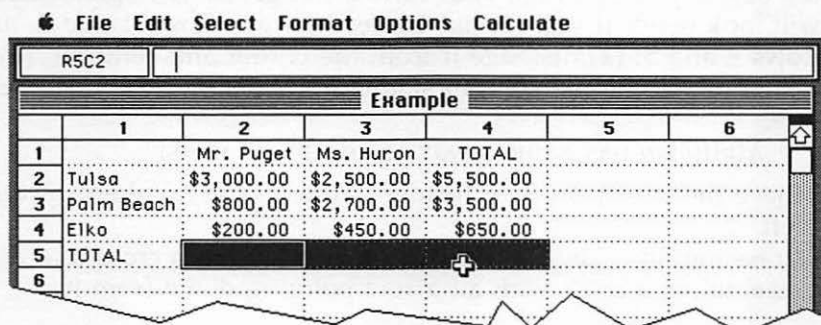 File Edit Select Format Options Calculate
R5C2
Example
1 2 3 4 5 6
1 Mr. Puget Ms. Huron TOTAL
2 Tulsa $3,000.00 $2,500.00 $5,500.00
3 Palm Beach $800.00 $2,700.00 $3,500.00
4 Elko $200.00 $450.00 $650.00
5 TOTAL
6